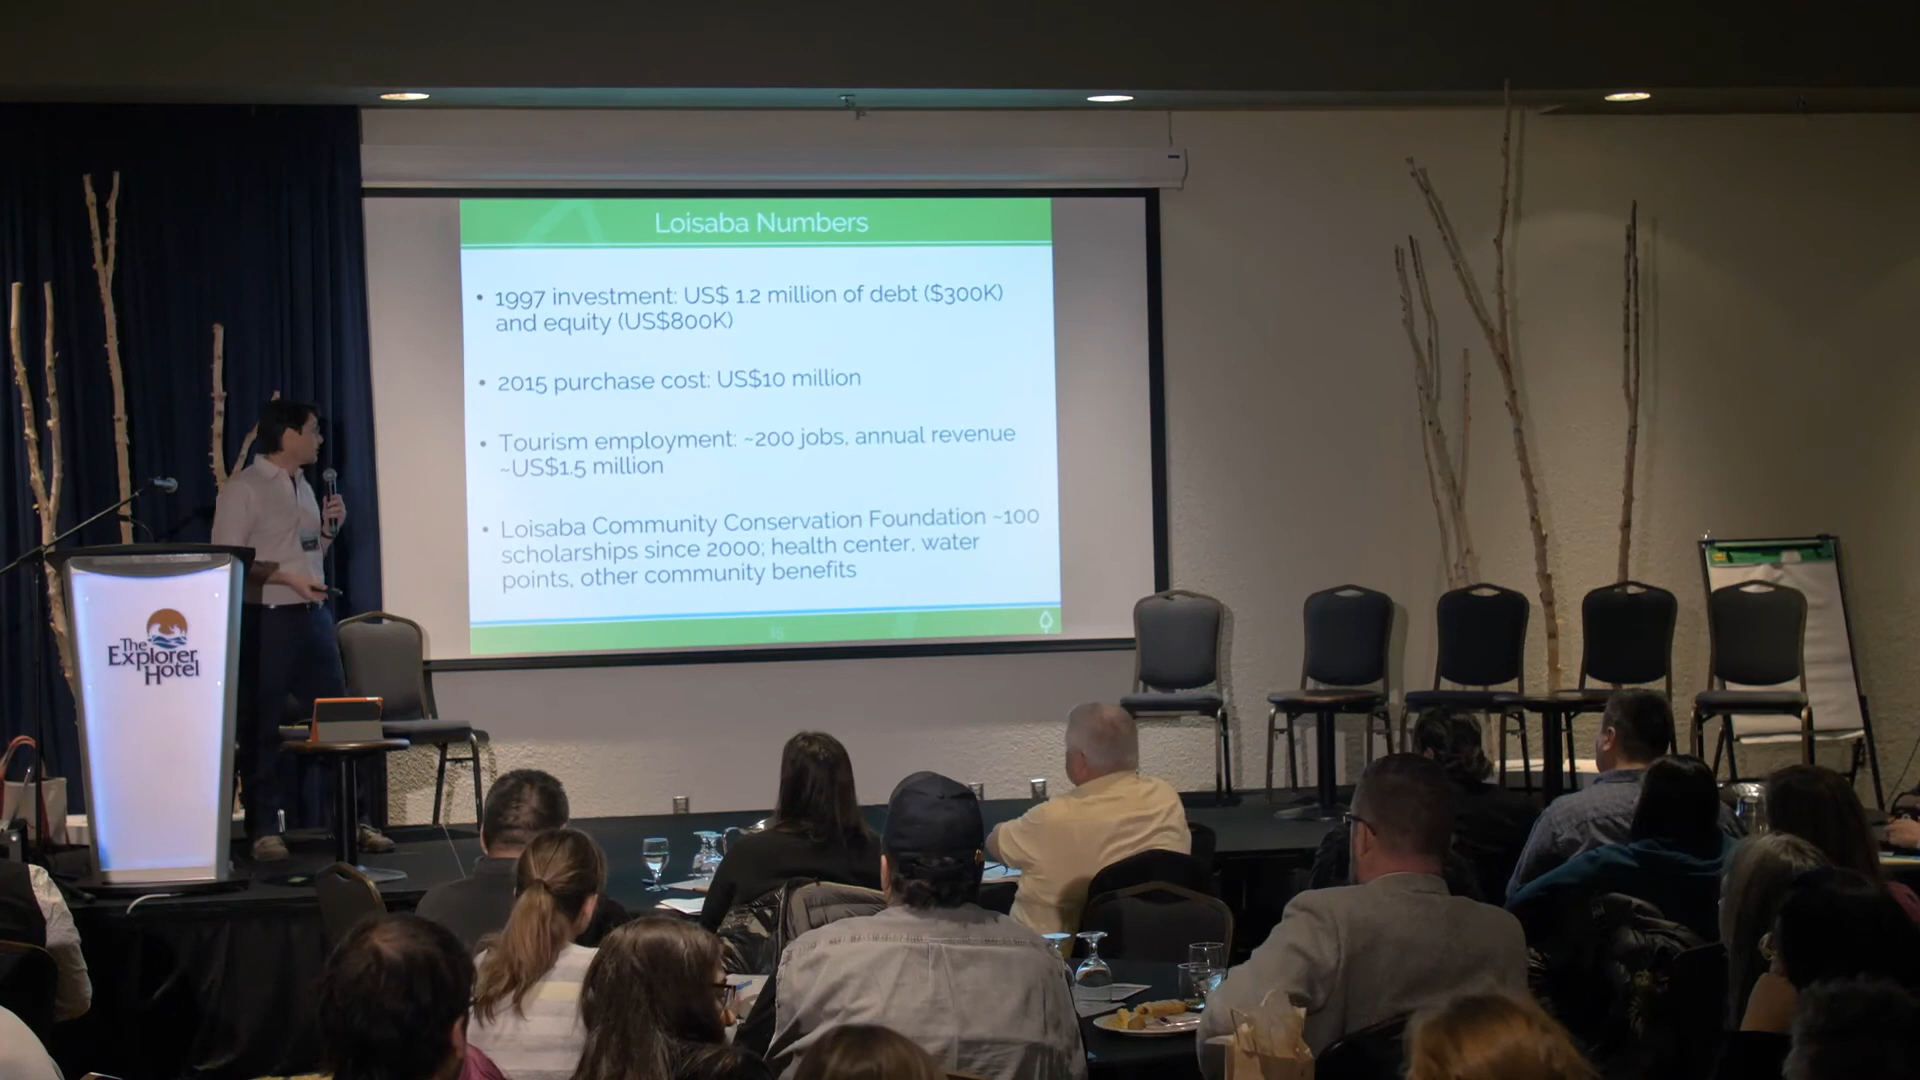 Loisaba Numbers
• 1997 investment: US$ 1.2 million of debt ($300K)
and equity (US$800K)
• 2015 purchase cost: US$10 million
• Tourism employment: ~200 jobs, annual revenue
~US$1.5 million
• Loisaba Community Conservation Foundation ~100
scholarships since 2000; health center, water
points, other community benefits
The
Explorer
Hotel